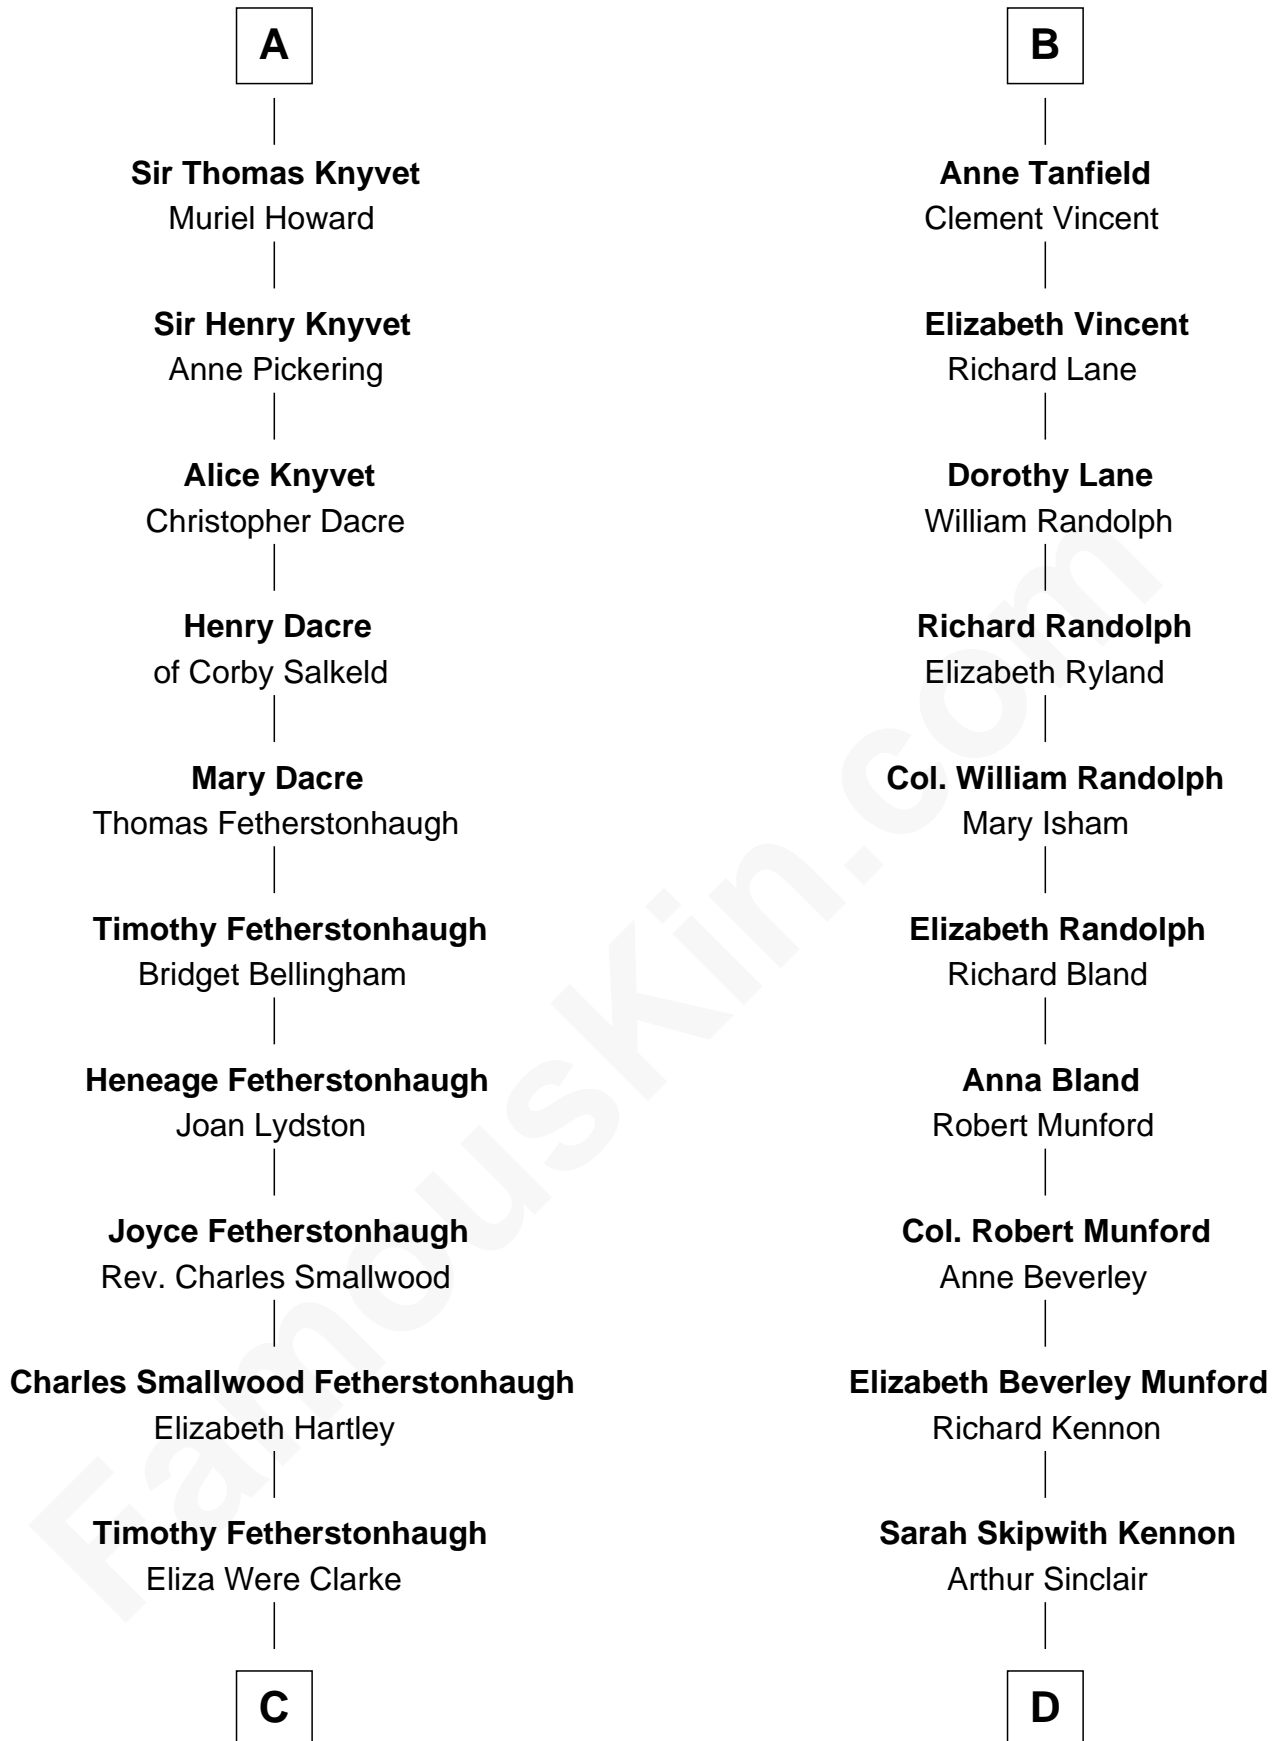 A
Sir Thomas Knyvet
Muriel Howard
Sir Henry Knyvet
Anne Pickering
Alice Knyvet
Christopher Dacre
Henry Dacre
of Corby Salkeld
Mary Dacre
Thomas Fetherstonhaugh
Timothy Fetherstonhaugh
Bridget Bellingham
Heneage Fetherstonhaugh
Joan Lydston
Joyce Fetherstonhaugh
Rev. Charles Smallwood
Charles Smallwood Fetherstonhaugh
Elizabeth Hartley
Timothy Fetherstonhaugh
Eliza Were Clarke
C
B
Anne Tanfield
Clement Vincent
Elizabeth Vincent
Richard Lane
Dorothy Lane
William Randolph
Richard Randolph
Elizabeth Ryland
Col. William Randolph
Mary Isham
Elizabeth Randolph
Richard Bland
Anna Bland
Robert Munford
Col. Robert Munford
Anne Beverley
Elizabeth Beverley Munford
Richard Kennon
Sarah Skipwith Kennon
Arthur Sinclair
D
FamousKin.com